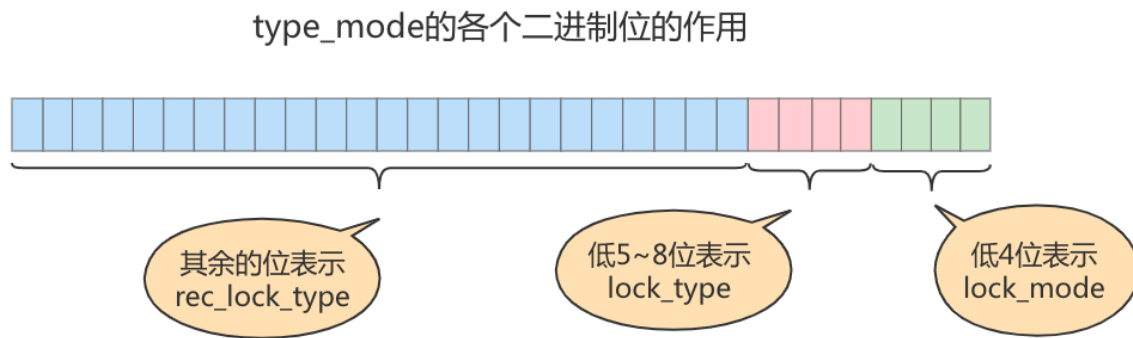 type_mode的各个二进制位的作用
其余的位表示
rec_lock_type
低5~8位表示
lock_type
低4位表示
lock_mode